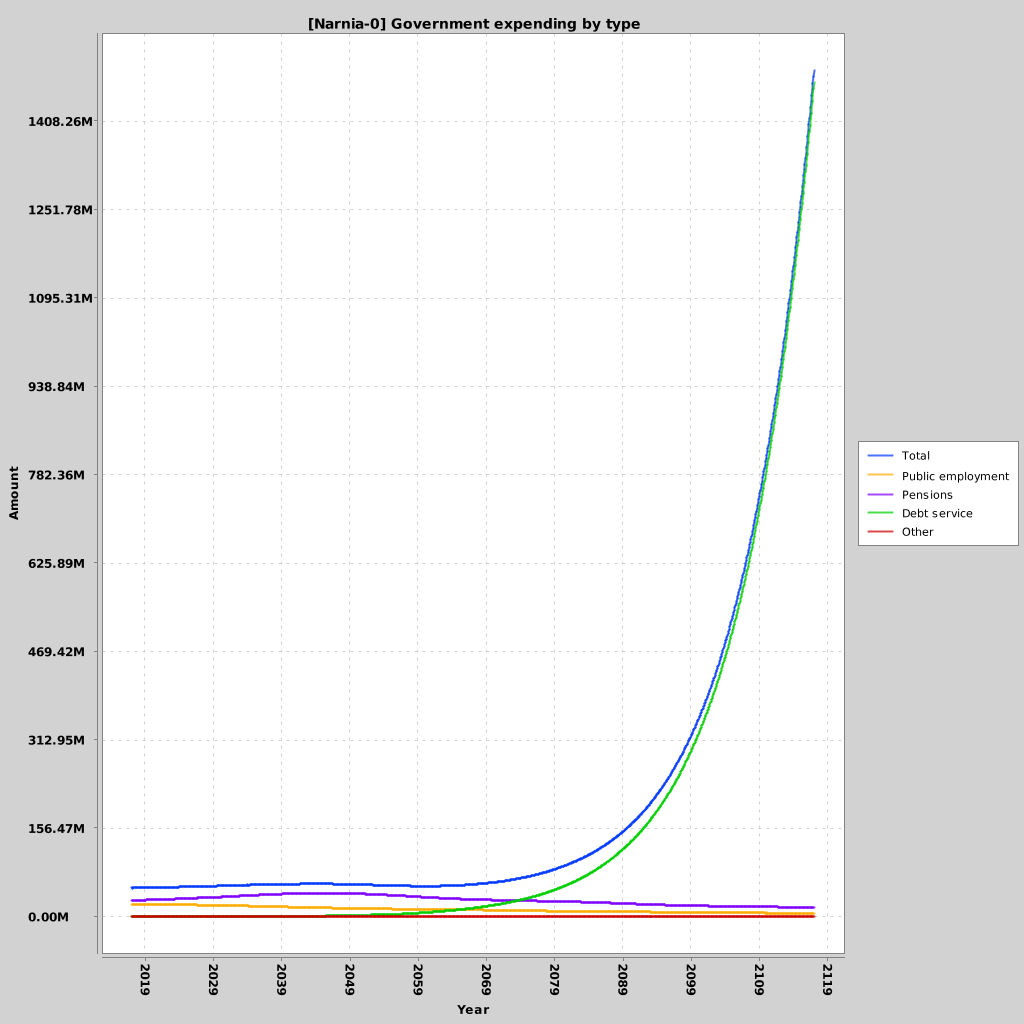 [Narnia-0] Government expending by type
Amount
1408.26M
1251.78M
1095.31M
938.84M
782.36M
625.89M
469.42M
312.95M
156.47M
0.00M
2019
2029
2039
2049
2059
2069
2079
2089
2099
2109
2119
Year
Total
Public employment
Pensions
Debt service
Other